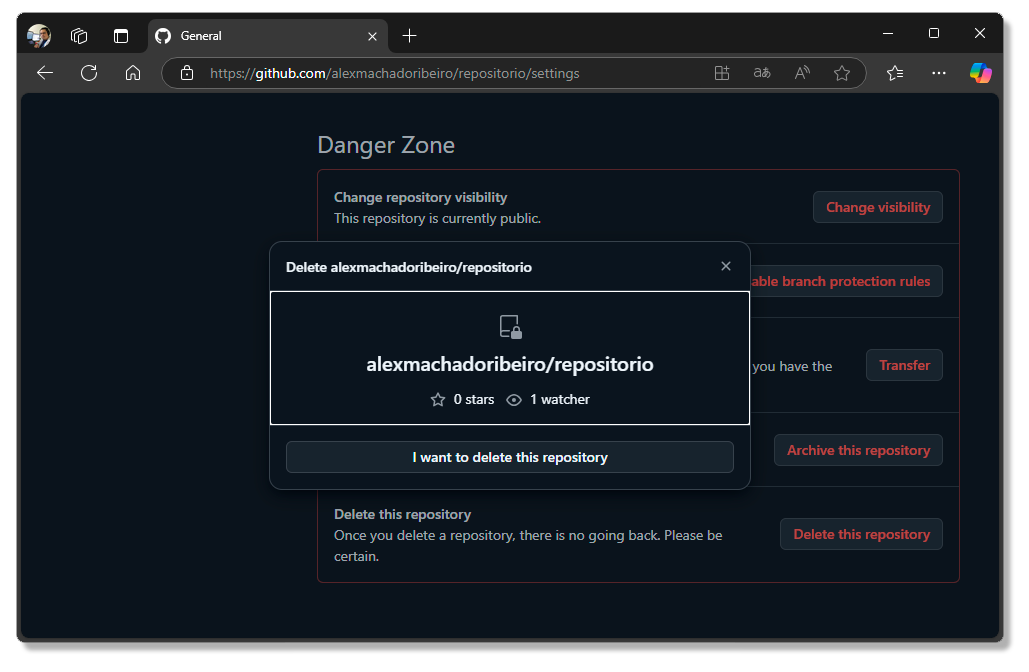 General
https://github.com/alexmachadoribeiro/repositorio/settings
Danger Zone
Change repository visibility
This repository is currently public.
Change visibility
Delete alexmachadoribeiro/repositorio
able branch protection rules
alexmachadoribeiro/repositorio
0 stars 1 watcher
you have the
Transfer
I want to delete this repository
Archive this repository
Delete this repository
Once you delete a repository, there is no going back. Please be
certain.
Delete this repository